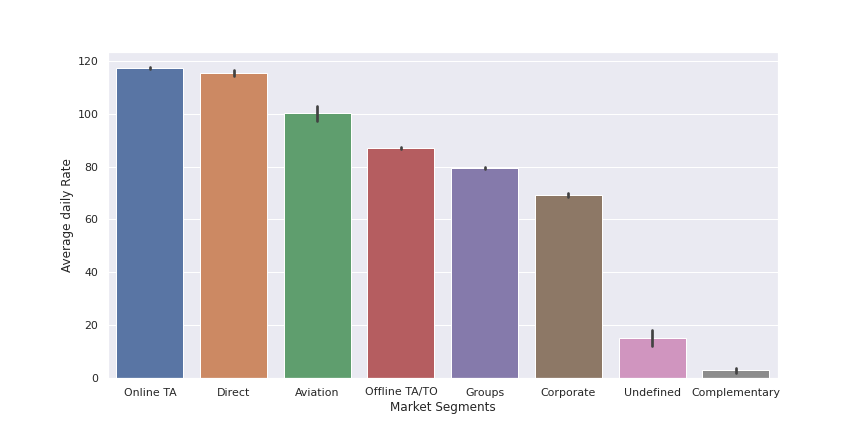 120
100
80
60
40
20
0
Average daily Rate
Online TA Direct Aviation Offline TA/TO Groups Corporate Undefined Complementary
Market Segments